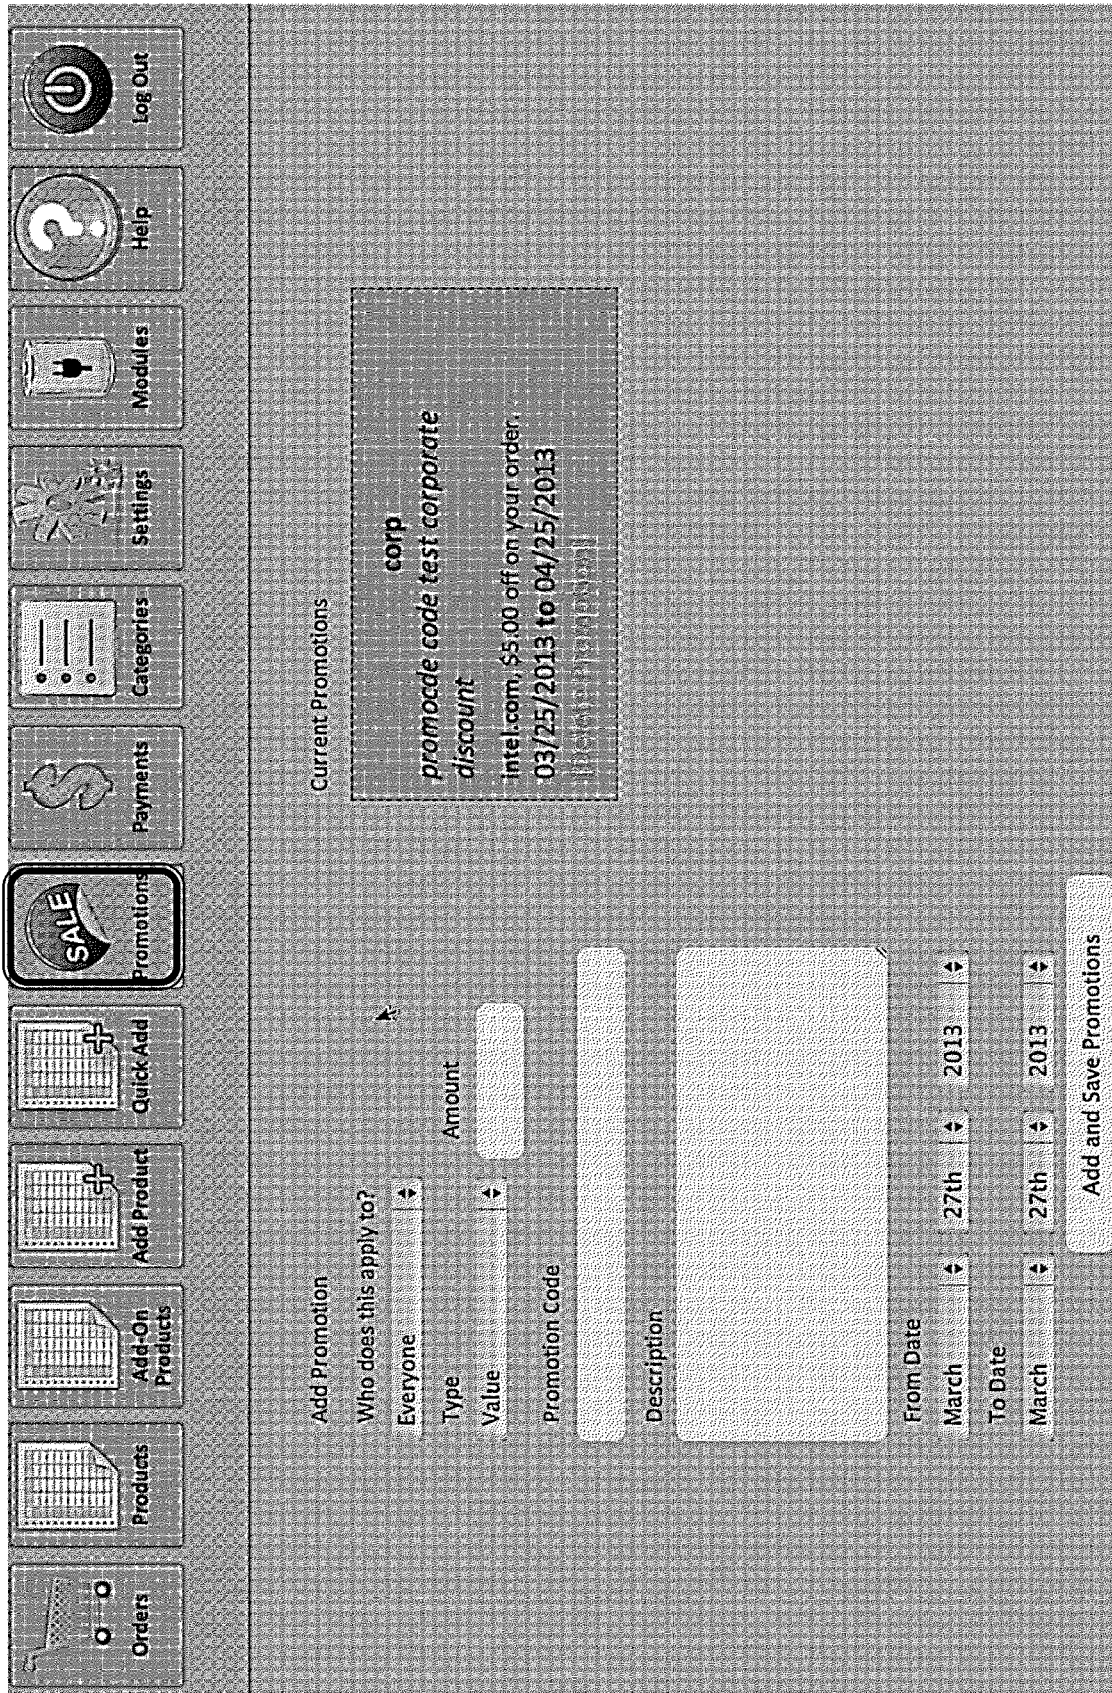 Orders
Products
Add-On
Products
Add Product
Quick Add
SALE
Promotions
Payments
Categories
Settings
Modules
?
Help
Log Out
Add Promotion
Who does this apply to?
Everyone
Type
Amount
Value
Promotion Code
Description
From Date
March 27th 2013
To Date
March 27th 2013
Add and Save Promotions
Current Promotions
corp
promocde code test corporate
discount
intel.com, $5.00 off on your order.
03/25/2013 to 04/25/2013